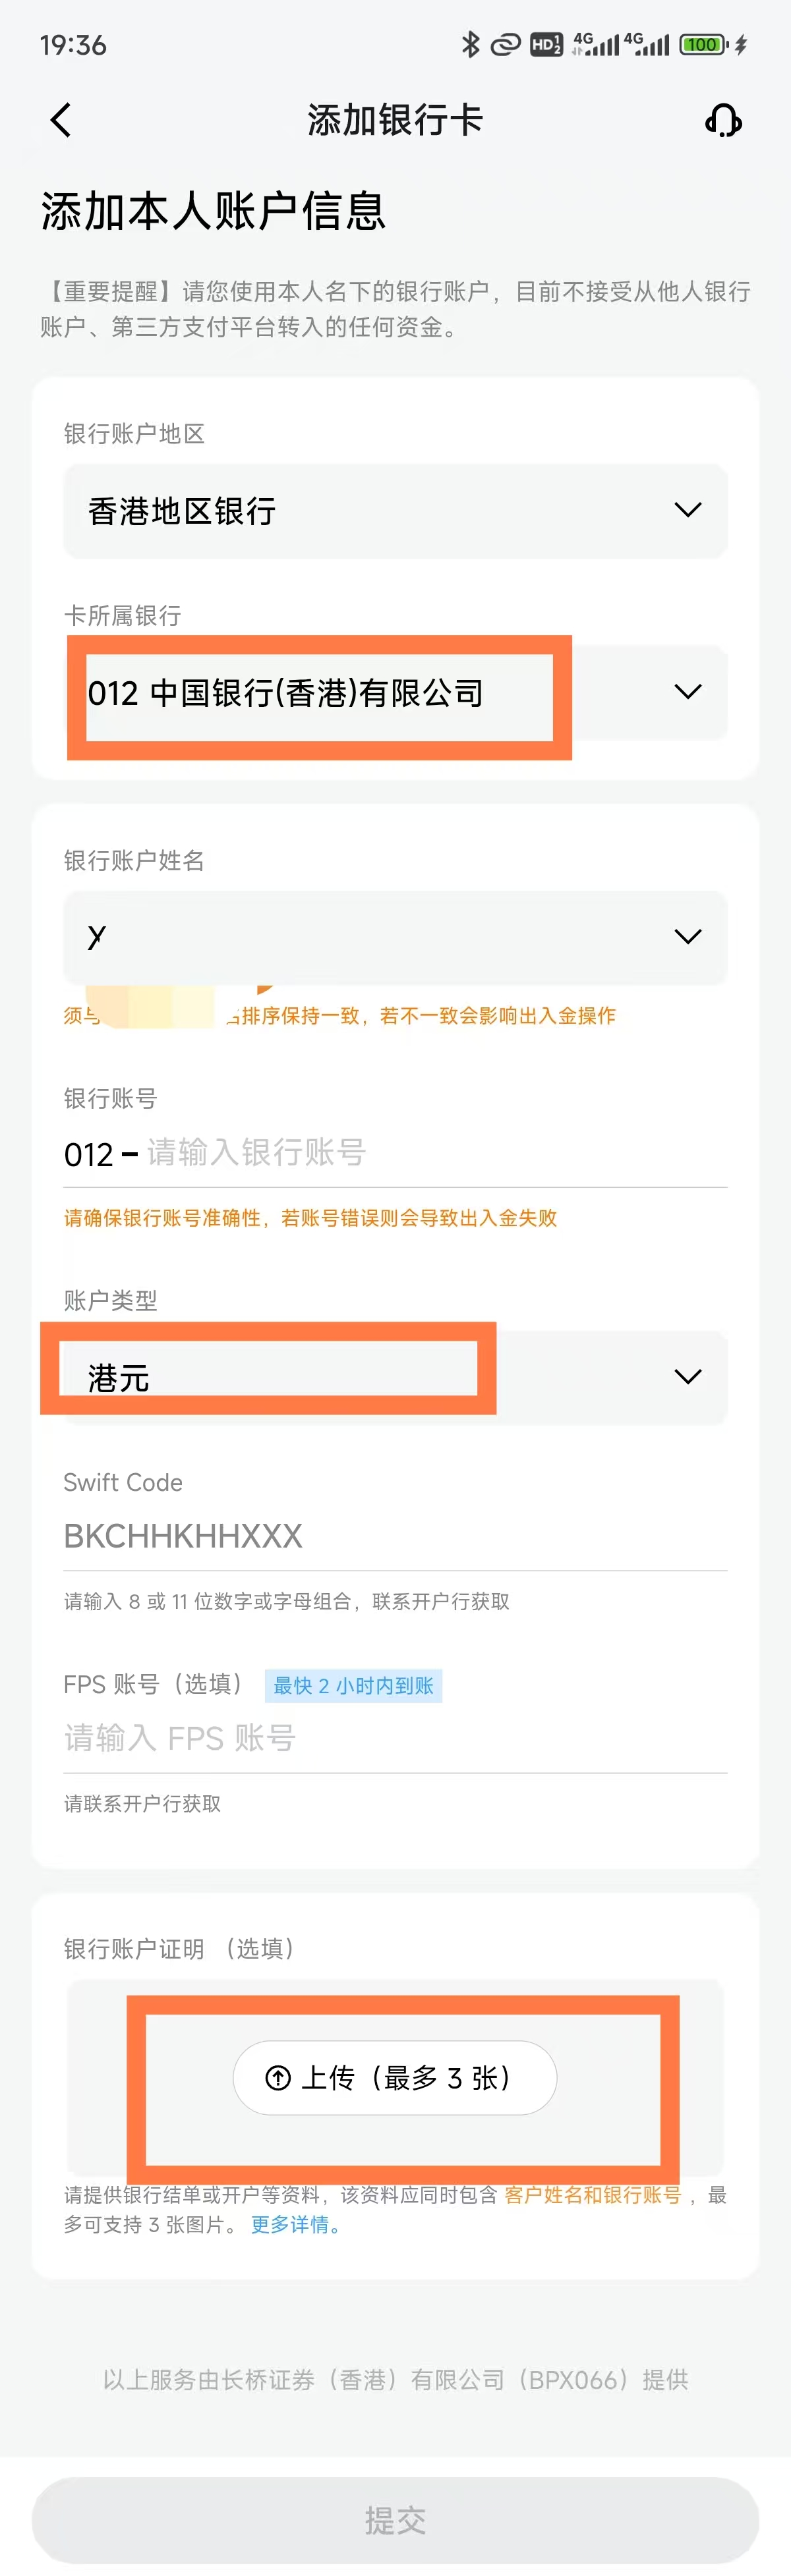 19:36
HD 1 2 4G 4G 100
添加银行卡
添加本人账户信息
【重要提醒】请您使用本人名下的银行账户，目前不接受从他人银行
账户、第三方支付平台转入的任何资金。
银行账户地区
香港地区银行
卡所属银行
012 中国银行(香港)有限公司
银行账户姓名
须与
排序保持一致，若不一致会影响出入金操作
银行账号
012 – 请输入银行账号
请确保银行账号准确性，若账号错误则会导致出入金失败
账户类型
港元
Swift Code
BKCHHKHHXXX
请输入 8 或 11 位数字或字母组合，联系开户行获取
FPS 账号（选填） 最快 2 小时内到账
请输入 FPS 账号
请联系开户行获取
银行账户证明 （选填）
上传（最多 3 张）
请提供银行结单或开户等资料，该资料应同时包含 客户姓名和银行账号 ，最
多可支持 3 张图片。 更多详情。
以上服务由长桥证券（香港）有限公司（BPX066）提供
提交